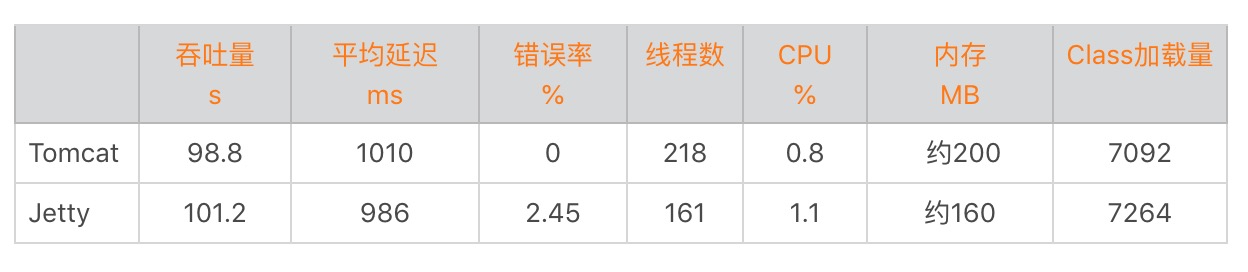 吞吐量 平均延迟 错误率 线程数 CPU 内存 Class加载量
s ms % % MB
Tomcat 98.8 1010 0 218 0.8 约200 7092
Jetty 101.2 986 2.45 161 1.1 约160 7264